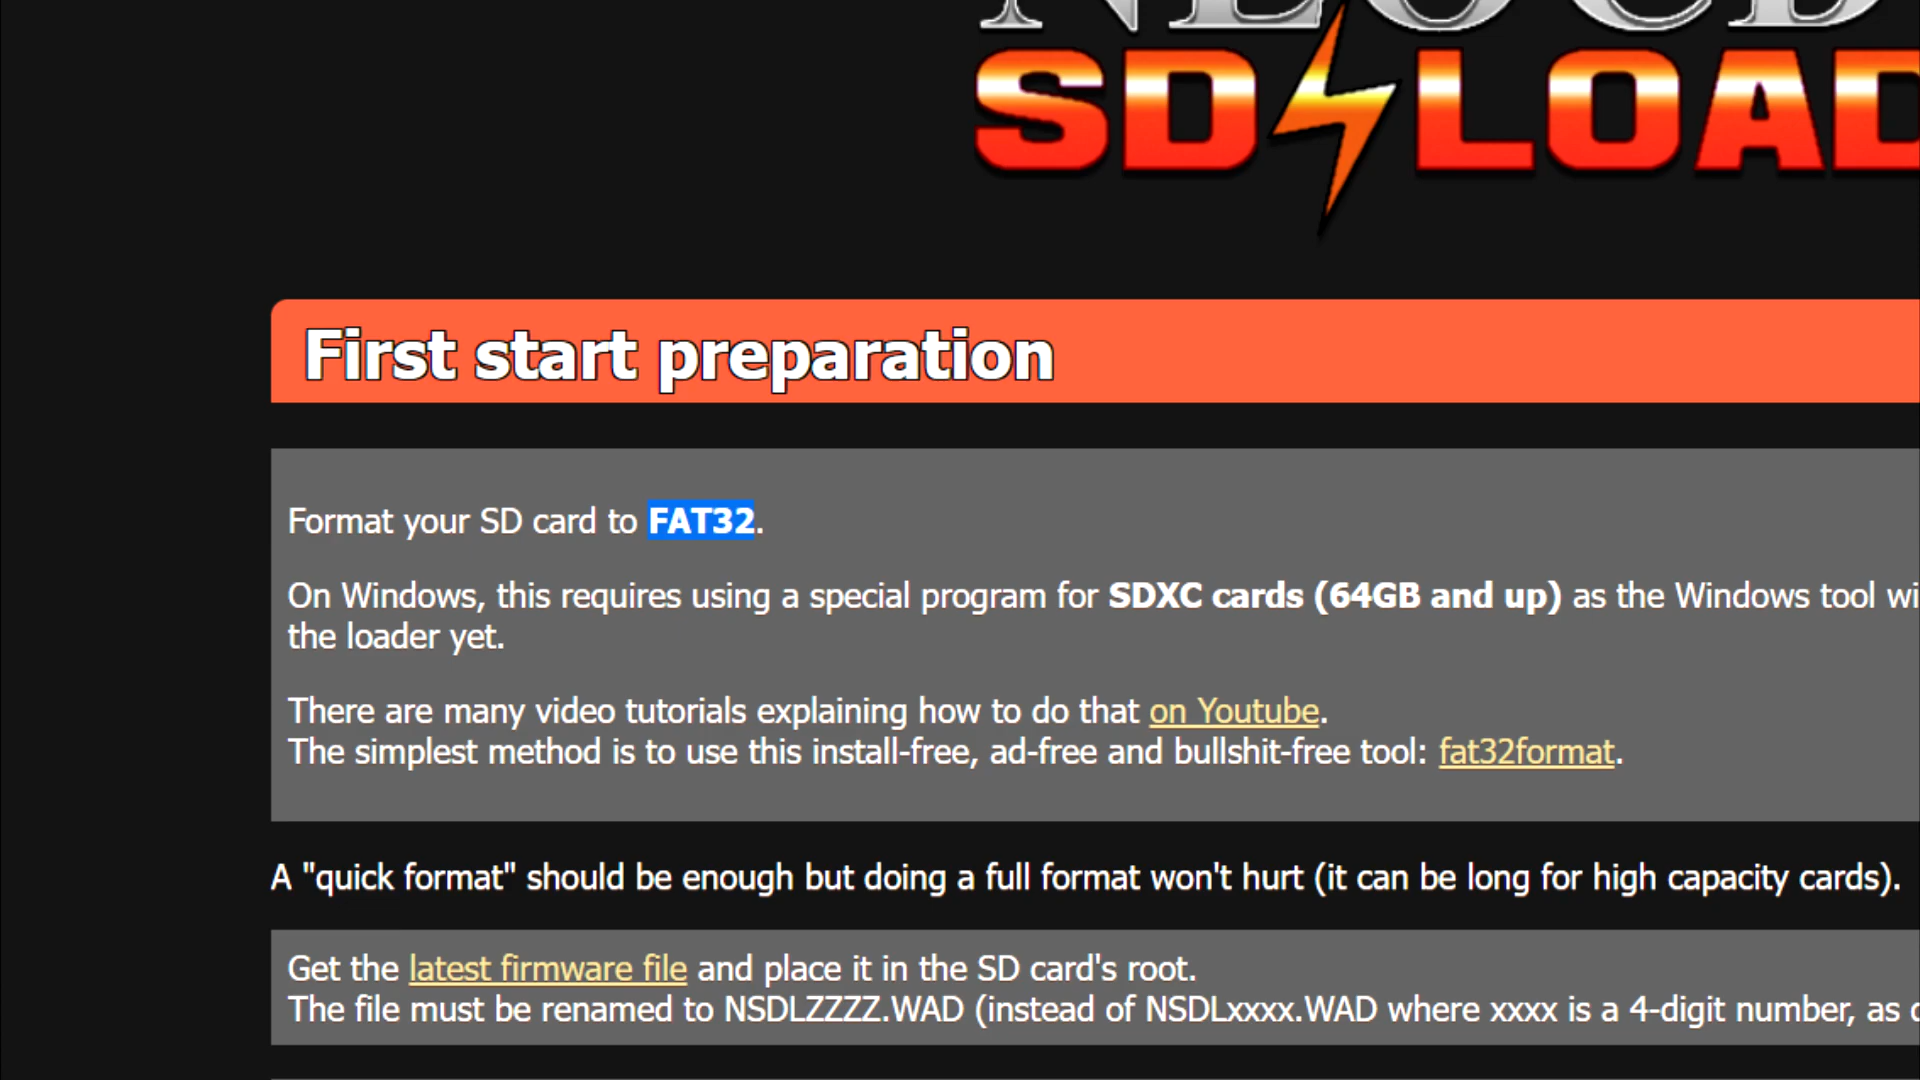 NEOCD
SD LOAD
First start preparation
Format your SD card to FAT32.
On Windows, this requires using a special program for SDXC cards (64GB and up) as the Windows tool wi
the loader yet.
There are many video tutorials explaining how to do that on Youtube.
The simplest method is to use this install-free, ad-free and bullshit-free tool: fat32format.
A "quick format" should be enough but doing a full format won't hurt (it can be long for high capacity cards).
Get the latest firmware file and place it in the SD card's root.
The file must be renamed to NSDLZZZZ.WAD (instead of NSDLxxxx.WAD where xxxx is a 4-digit number, as